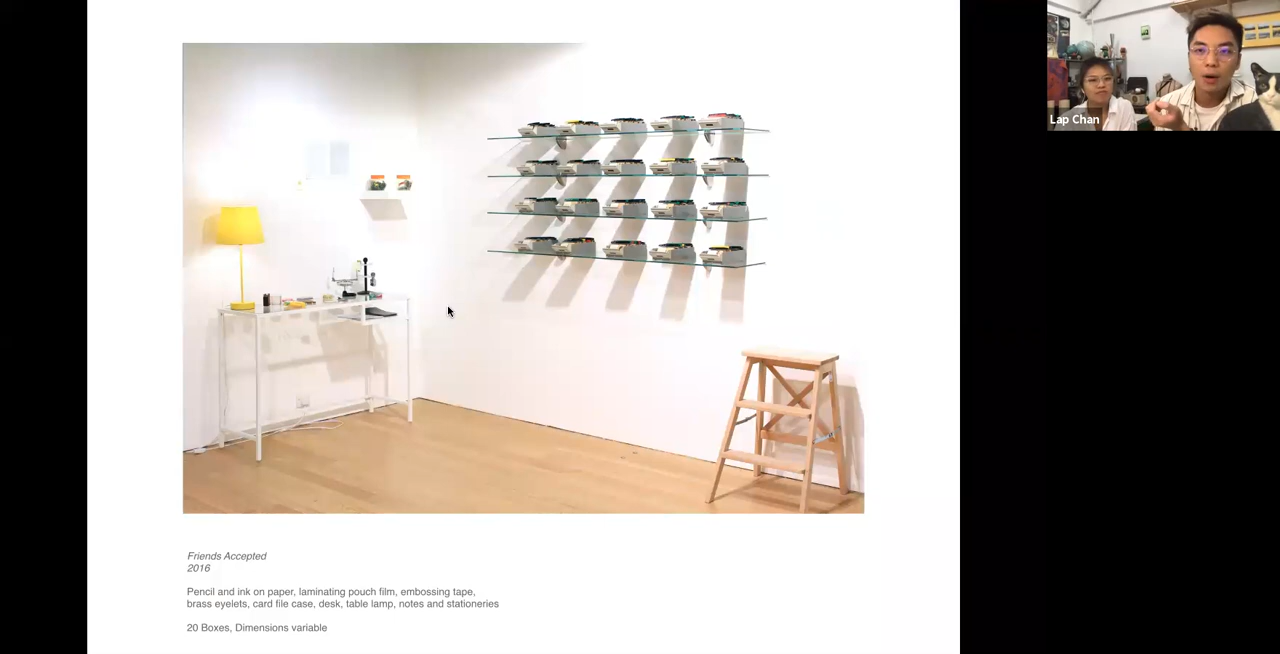 Lap Chan
Friends Accepted
2016
Pencil and ink on paper, laminating pouch film, embossing tape,
brass eyelets, card file case, desk, table lamp, notes and stationeries
20 Boxes, Dimensions variable